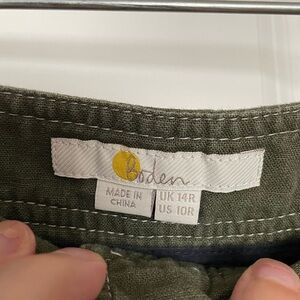 Boden
MADE IN
CHINA
UK 14R
US 10R